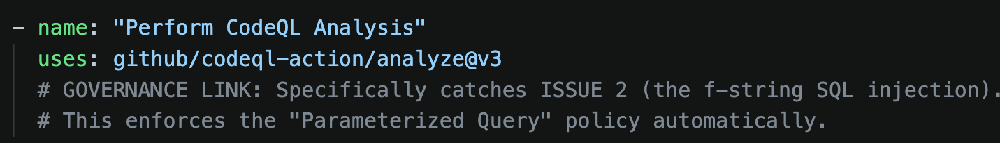 - name: "Perform CodeQL Analysis"
uses: github/codeql-action/analyze@v3
# GOVERNANCE LINK: Specifically catches ISSUE 2 (the f-string SQL injection).
# This enforces the "Parameterized Query" policy automatically.